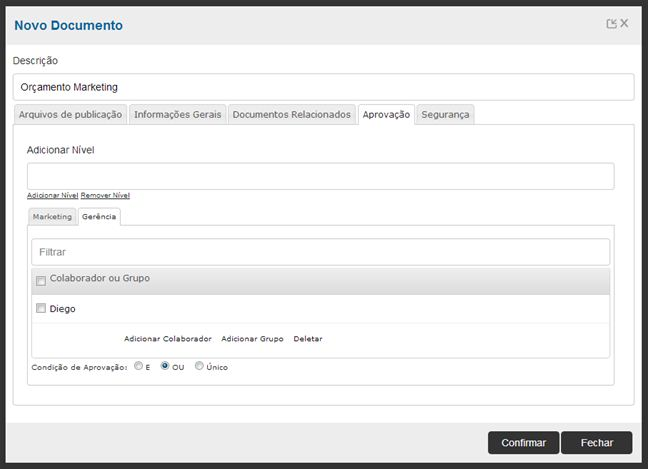 Novo Documento
Descrição
Orçamento Marketing
Arquivos de publicação Informações Gerais Documentos Relacionados Aprovação Segurança
Adicionar Nível
Adicionar Nível Remover Nível
Marketing Gerência
Filtrar
Colaborador ou Grupo
Diego
Adicionar Colaborador Adicionar Grupo Deletar
Condição de Aprovação: E OU Único
Confirmar Fechar